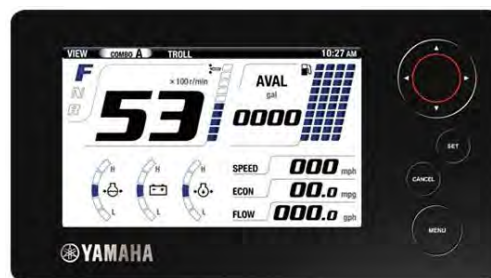 VIEW COMBO A TROLL 10:27 AM
F
N
R
×100 r/min
53
AVAL
gal
0000
H H H
L L L
SPEED 000 mph
ECON 00.0 mpg
FLOW 000.0 gph
SET
CANCEL
MENU
YAMAHA